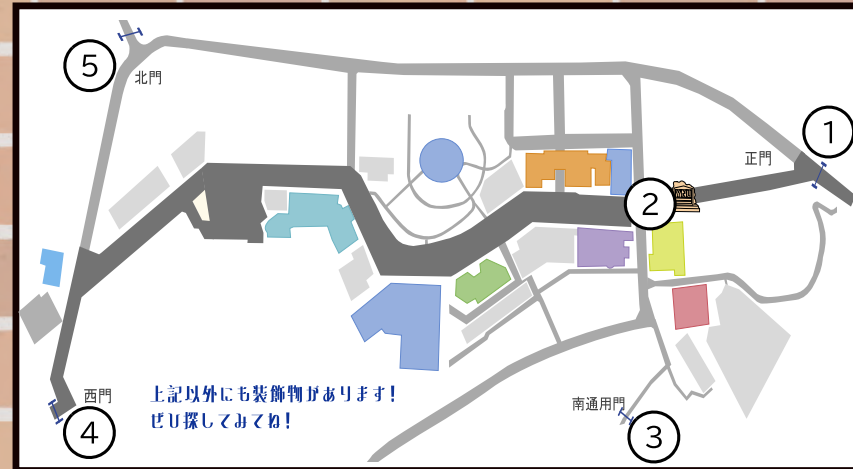 ⑤
北門
①
正門
②
上記以外にも装飾物があります!
ぜひ探してみてね!
西門
④
南通用門
③